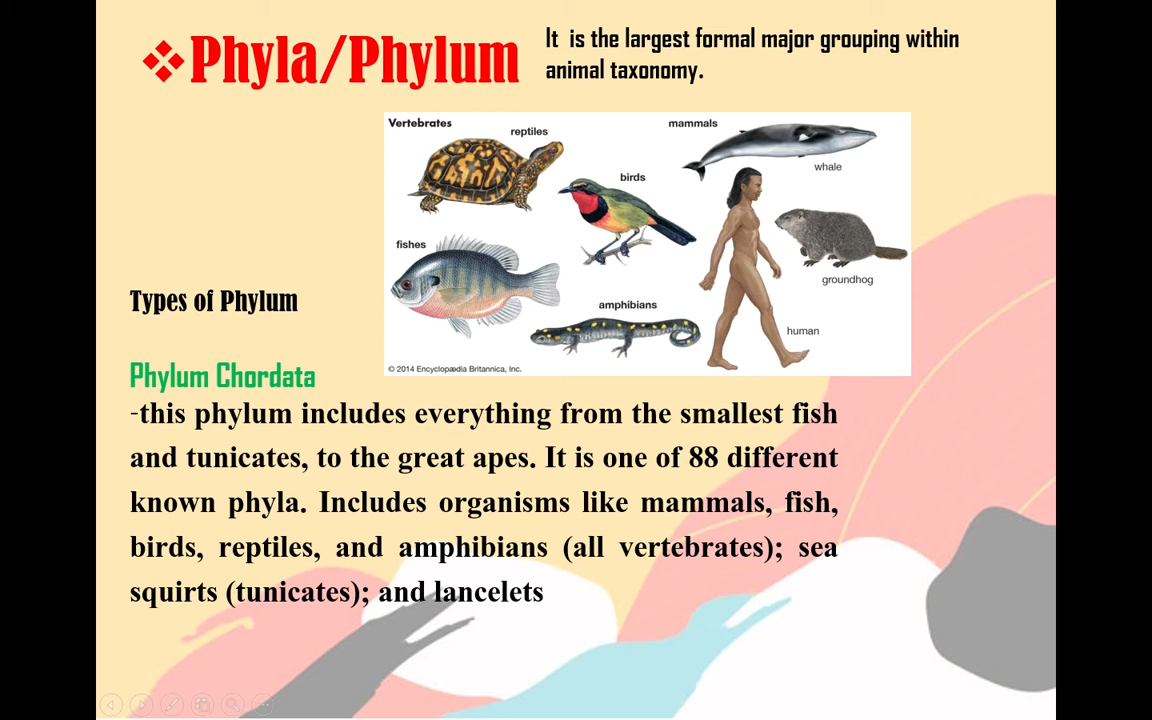 ❖Phyla/Phylum
It is the largest formal major grouping within
animal taxonomy.
Vertebrates
reptiles
birds
mammals
whale
fishes
groundhog
amphibians
human
© 2014 Encyclopædia Britannica, Inc.
Types of Phylum
Phylum Chordata
-this phylum includes everything from the smallest fish
and tunicates, to the great apes. It is one of 88 different
known phyla. Includes organisms like mammals, fish,
birds, reptiles, and amphibians (all vertebrates); sea
squirts (tunicates); and lancelets